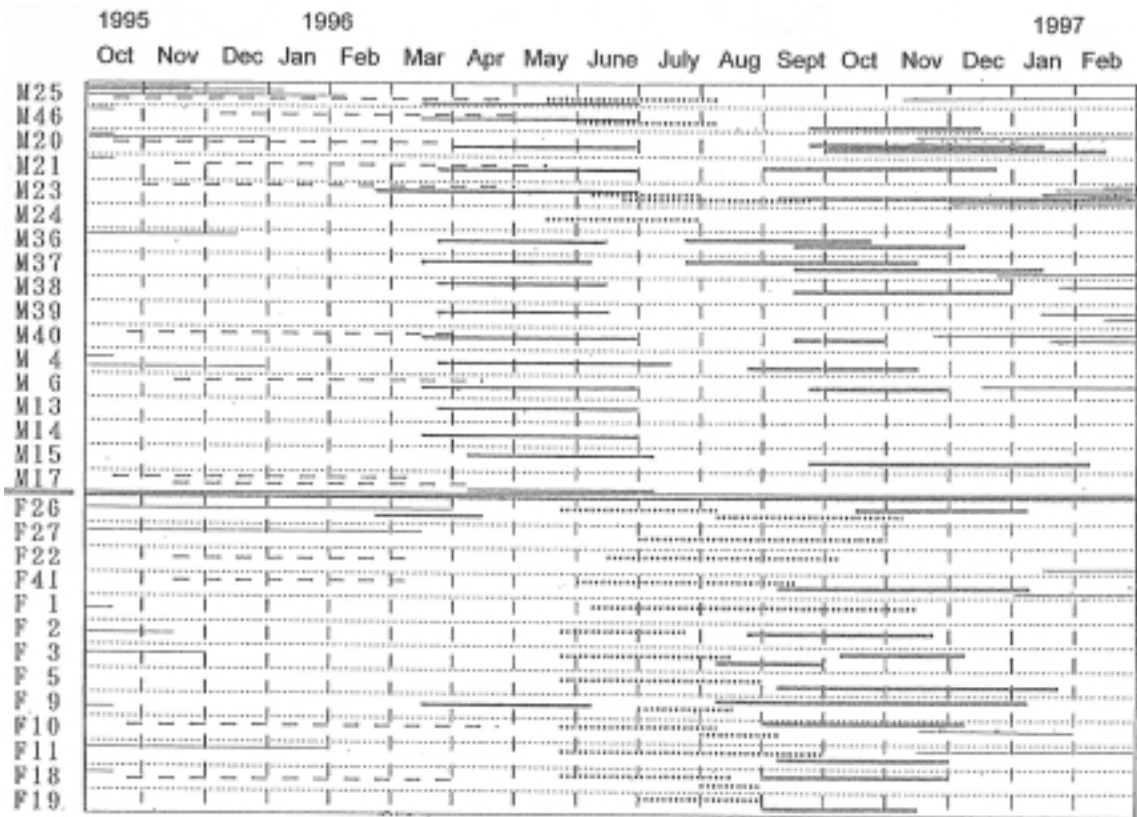 1995 1996 1997
Oct Nov Dec Jan Feb Mar Apr May June July Aug Sept Oct Nov Dec Jan Feb
M25
M46
M20
M21
M23
M24
M36
M37
M38
M39
M40
M 4
M 6
M13
M14
M15
M17
F26
F27
F22
F41
F 1
F 2
F 3
F 5
F 9
F10
F11
F18
F19